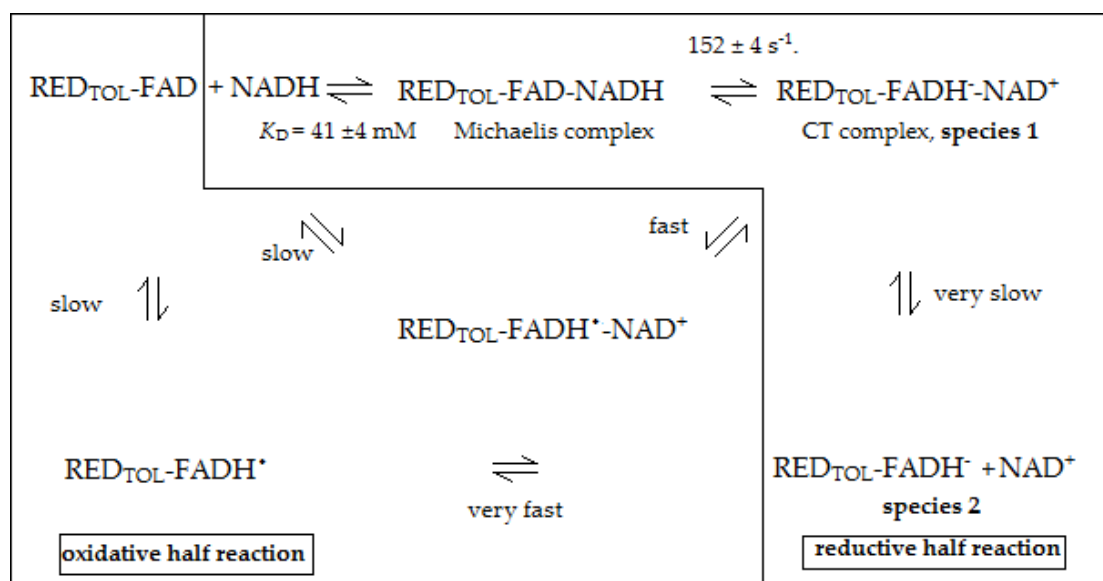 152 ± 4 s⁻¹.
RED_TOL-FAD + NADH ⇌ RED_TOL-FAD-NADH ⇌ RED_TOL-FADH⁻-NAD⁺
K_D = 41 ±4 mM Michaelis complex CT complex, species 1
slow fast
slow very slow
RED_TOL-FADH•-NAD⁺
RED_TOL-FADH• ⇌ RED_TOL-FADH⁻ + NAD⁺
very fast species 2
oxidative half reaction reductive half reaction